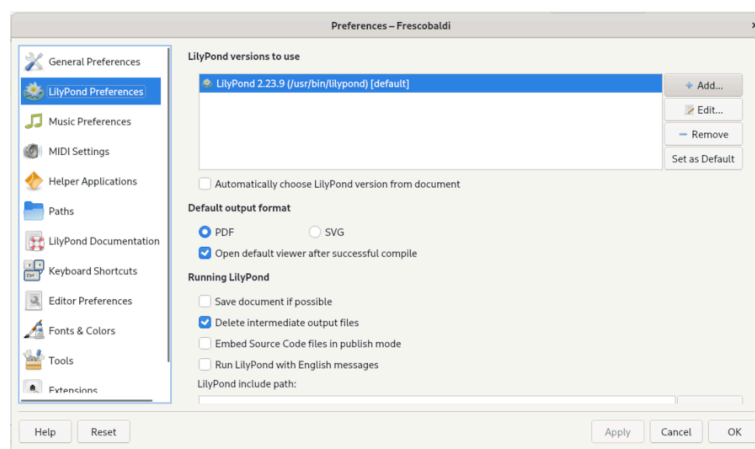 Preferences – Frescobaldi
General Preferences
LilyPond Preferences
Music Preferences
MIDI Settings
Helper Applications
Paths
LilyPond Documentation
Keyboard Shortcuts
Editor Preferences
Fonts & Colors
Tools
Extensions
LilyPond versions to use
LilyPond 2.23.9 (/usr/bin/lilypond) [default]
Add...
Edit...
Remove
Set as Default
Automatically choose LilyPond version from document
Default output format
PDF SVG
Open default viewer after successful compile
Running LilyPond
Save document if possible
Delete intermediate output files
Embed Source Code files in publish mode
Run LilyPond with English messages
LilyPond include path:
Help Reset Apply Cancel OK